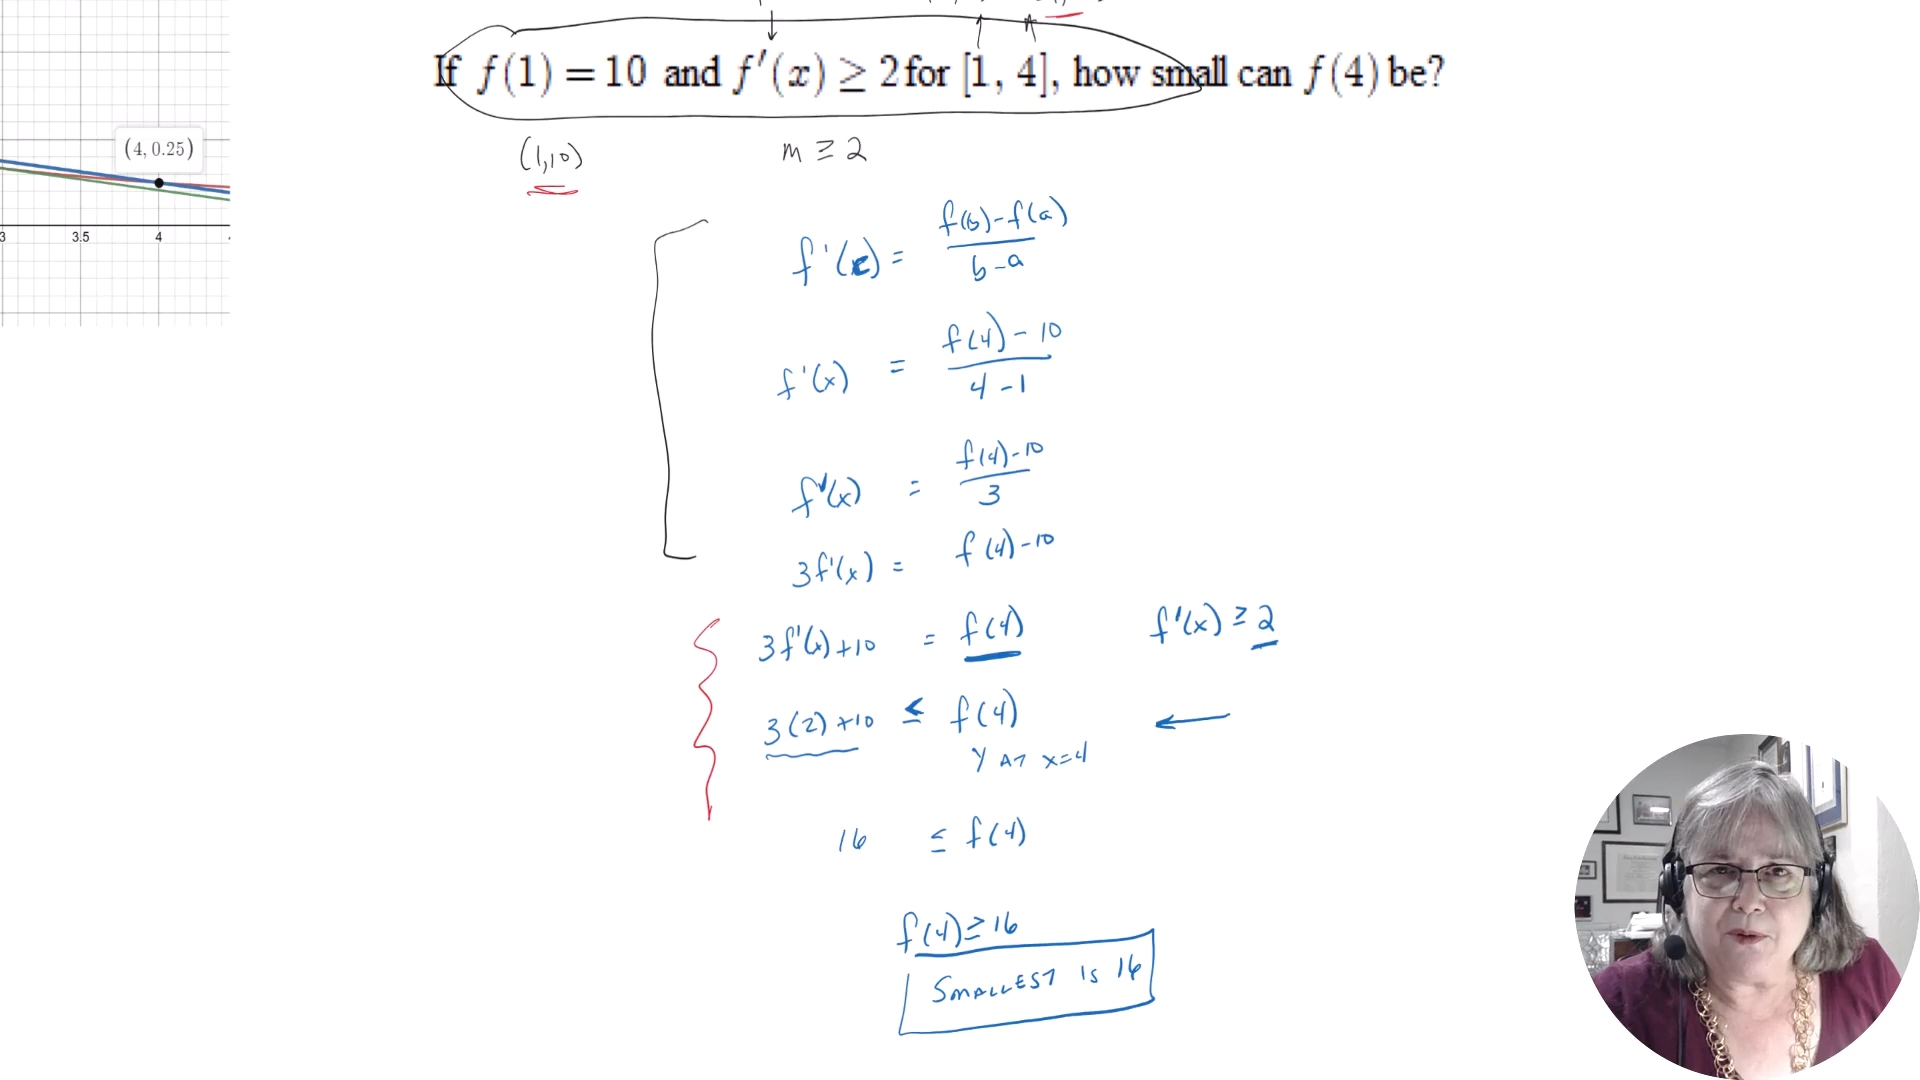 If f(1) = 10 and f'(x) ≥ 2 for [1, 4], how small can f(4) be?
(4, 0.25)
3 3.5 4
(1,10) m ≥ 2
f'(c) = f(b)-f(a) / b-a
f'(x) = f(4) - 10 / 4 - 1
f'(x) = f(4)-10 / 3
3f'(x) = f(4)-10
3f'(x)+10 = f(4) f'(x) ≥ 2
3(2)+10 ≤ f(4)
Y AT x=4
16 ≤ f(4)
f(4) ≥ 16
SMALLEST IS 16